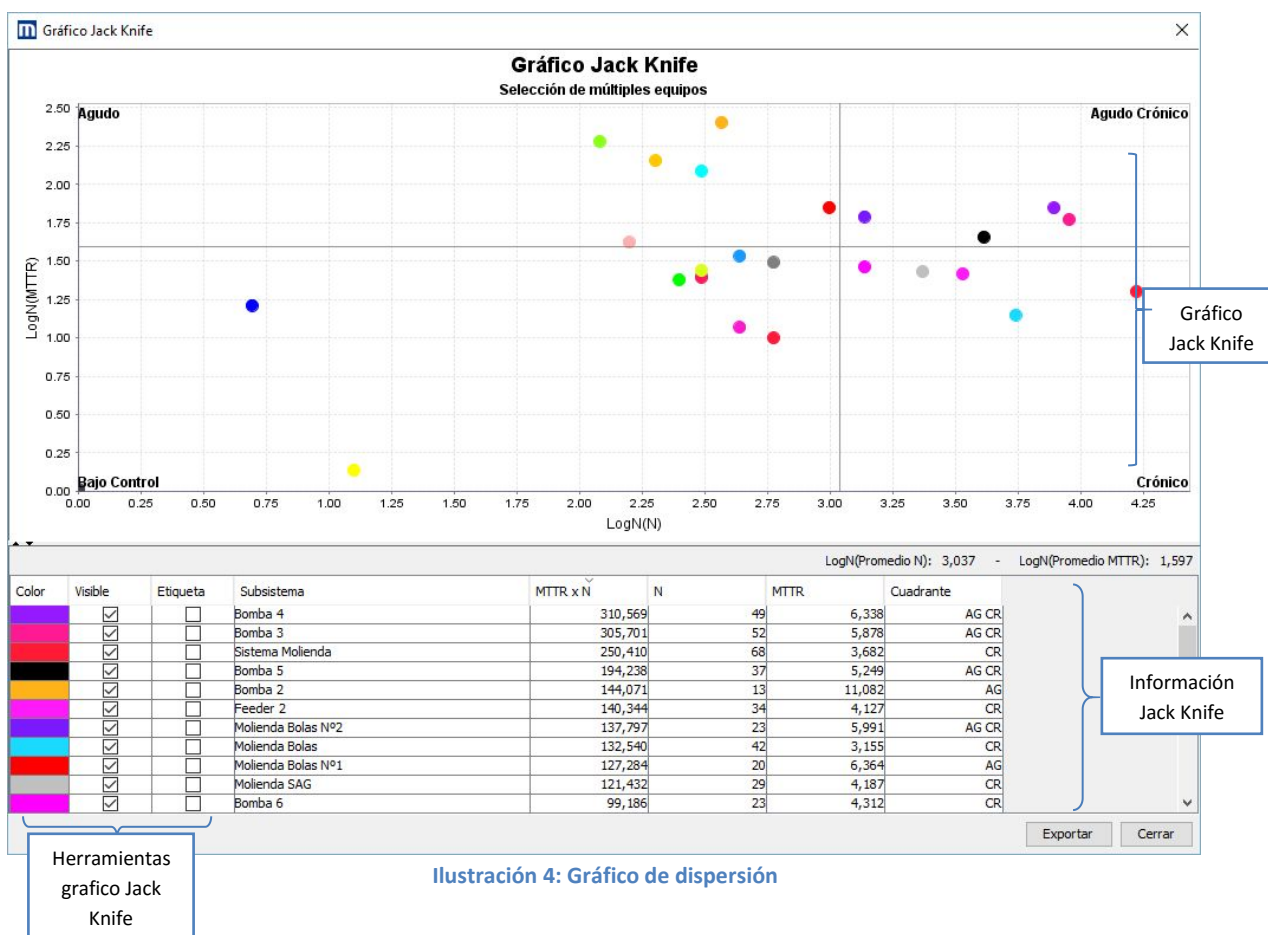 Gráfico Jack Knife
Gráfico Jack Knife
Selección de múltiples equipos
Agudo
Agudo Crónico
2.50
2.25
2.00
1.75
1.50
1.25
1.00
0.75
0.50
0.25
0.00
LogN(MTTR)
Bajo Control
Crónico
0.00 0.25 0.50 0.75 1.00 1.25 1.50 1.75 2.00 2.25 2.50 2.75 3.00 3.25 3.50 3.75 4.00 4.25
LogN(N)
Gráfico
Jack Knife
LogN(Promedio N): 3,037 - LogN(Promedio MTTR): 1,597
Color Visible Etiqueta Subsistema MTTR x N N MTTR Cuadrante
Bomba 4 310,569 49 6,338 AG CR
Bomba 3 305,701 52 5,878 AG CR
Sistema Molienda 250,410 68 3,682 CR
Bomba 5 194,238 37 5,249 AG CR
Bomba 2 144,071 13 11,082 AG
Feeder 2 140,344 34 4,127 CR
Molienda Bolas Nº2 137,797 23 5,991 AG CR
Molienda Bolas 132,540 42 3,155 CR
Molienda Bolas Nº1 127,284 20 6,364 AG
Molienda SAG 121,432 29 4,187 CR
Bomba 6 99,186 23 4,312 CR
Información
Jack Knife
Exportar Cerrar
Herramientas
grafico Jack
Knife
Ilustración 4: Gráfico de dispersión